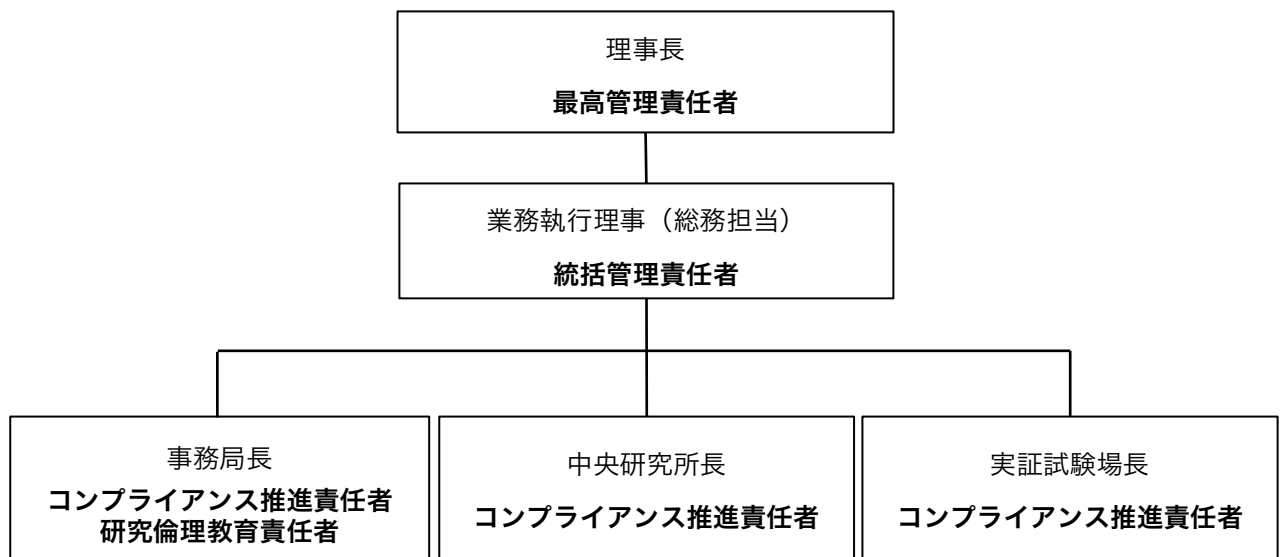 理事長
最高管理責任者
業務執行理事（総務担当）
統括管理責任者
事務局長
コンプライアンス推進責任者
研究倫理教育責任者
中央研究所長
コンプライアンス推進責任者
実証試験場長
コンプライアンス推進責任者